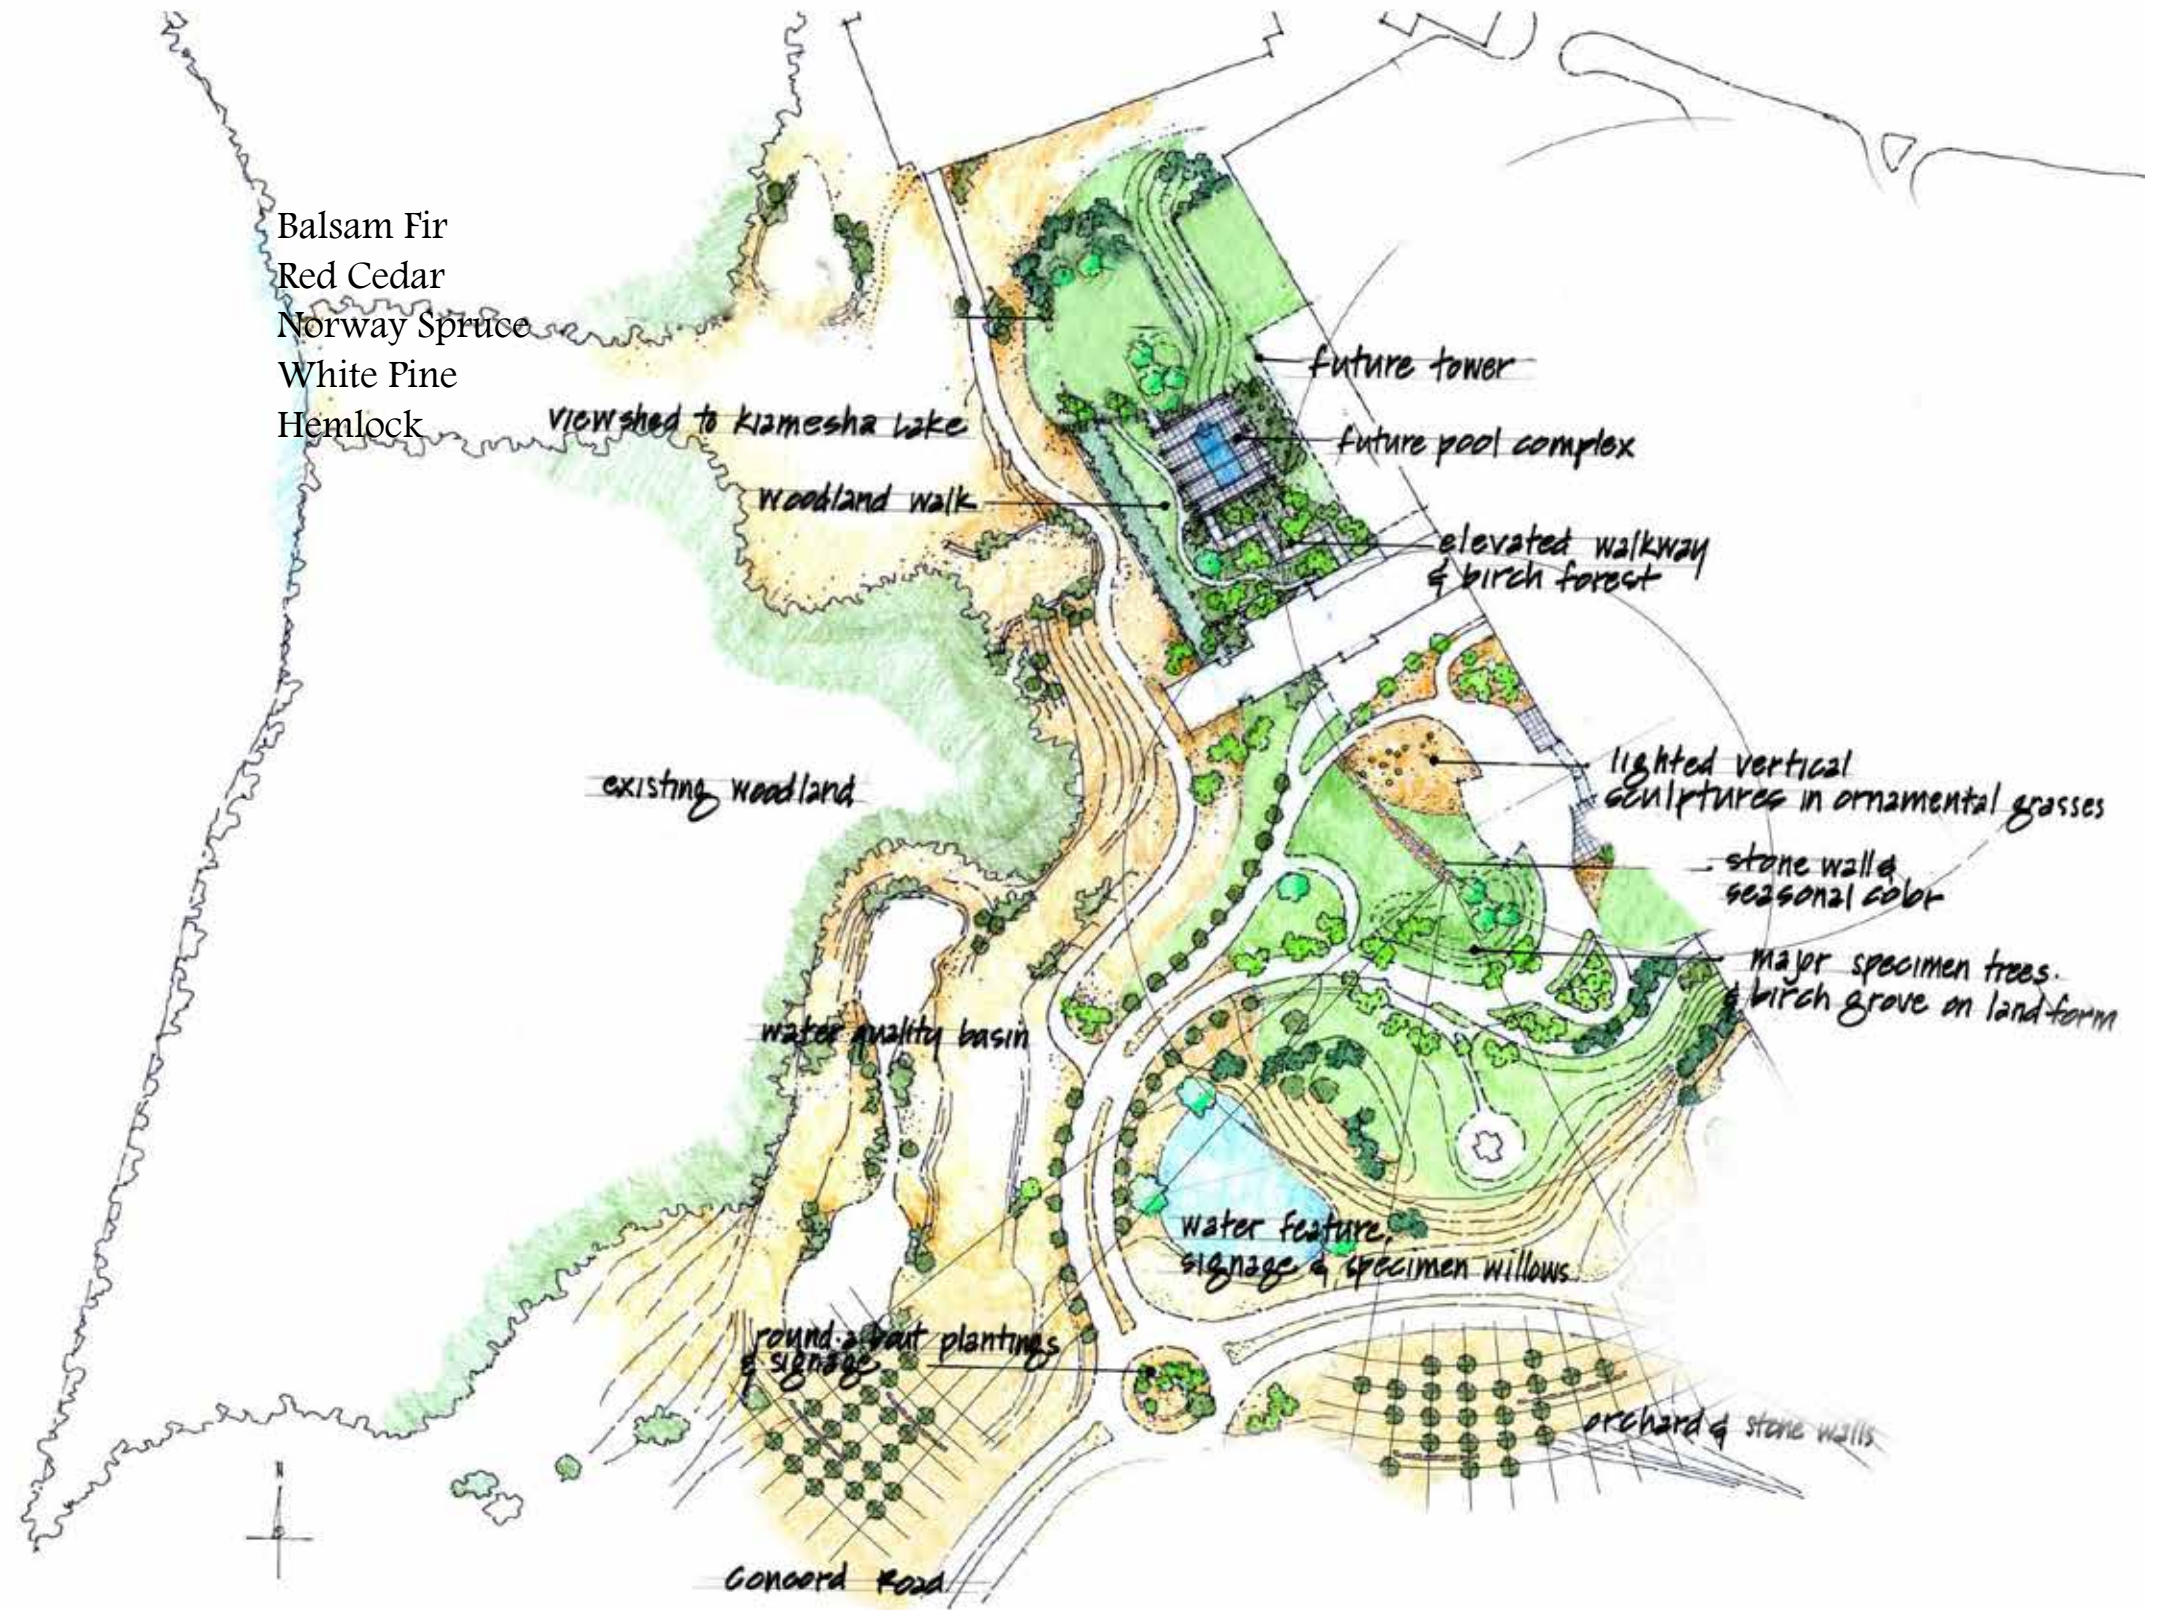 Balsam Fir
Red Cedar
Norway Spruce
White Pine
Hemlock
viewshed to Kiamesha Lake
woodland walk
future tower
future pool complex
elevated walkway
& birch forest
existing woodland
lighted vertical
sculptures in ornamental grasses
stone wall &
seasonal color
major specimen trees.
& birch grove on landform
water quality basin
water feature,
signage & specimen willows
round-a-bout plantings
& signage
orchard & stone walls
N
Concord Road